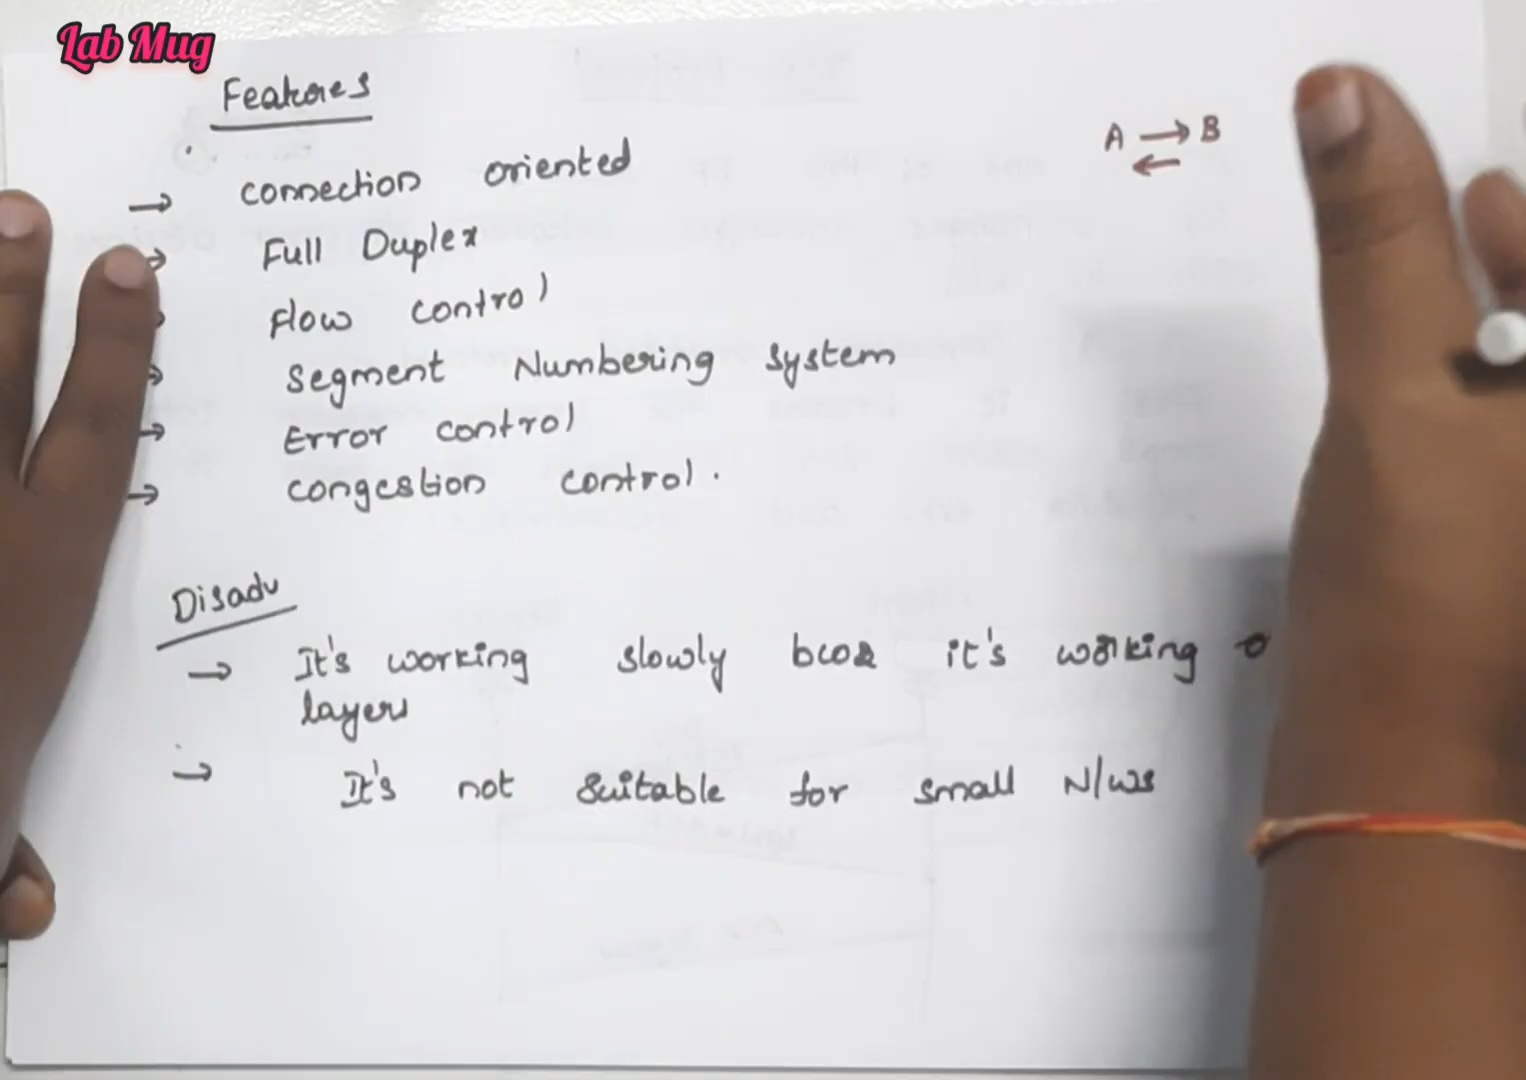 Lab Mug
Features
A → B
←
→ connection oriented
→ Full Duplex
→ Flow control
→ Segment Numbering System
→ Error control
→ congestion control.
Disadv
→ It's working slowly bcoz it's working
layers
→ It's not suitable for small N/ws